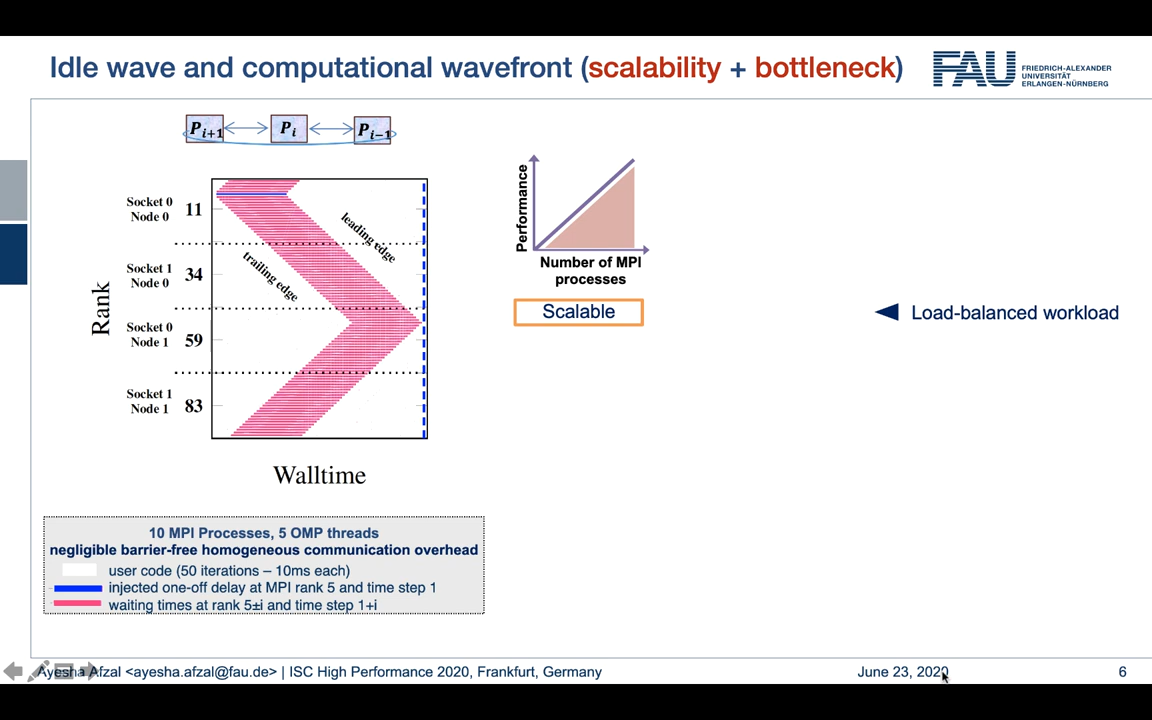 Idle wave and computational wavefront (scalability + bottleneck)
FAU
FRIEDRICH-ALEXANDER
UNIVERSITÄT
ERLANGEN-NÜRNBERG
Pi+1 Pi Pi−1
Socket 0
Node 0
11
Socket 1
Node 0
34
Socket 0
Node 1
59
Socket 1
Node 1
83
Rank
leading edge
trailing edge
Walltime
Performance
Number of MPI
processes
Scalable
Load-balanced workload
10 MPI Processes, 5 OMP threads
negligible barrier-free homogeneous communication overhead
user code (50 iterations – 10ms each)
injected one-off delay at MPI rank 5 and time step 1
waiting times at rank 5±i and time step 1+i
Ayesha Afzal <ayesha.afzal@fau.de> | ISC High Performance 2020, Frankfurt, Germany
June 23, 2020
6